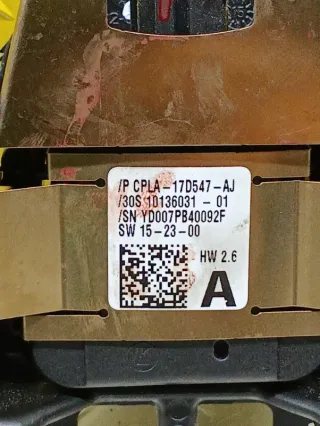 /P CPLA-17D547-AJ
/30S 10136031 - 01
/SN YD007PB40092F
SW 15-23-00
HW 2.6
A